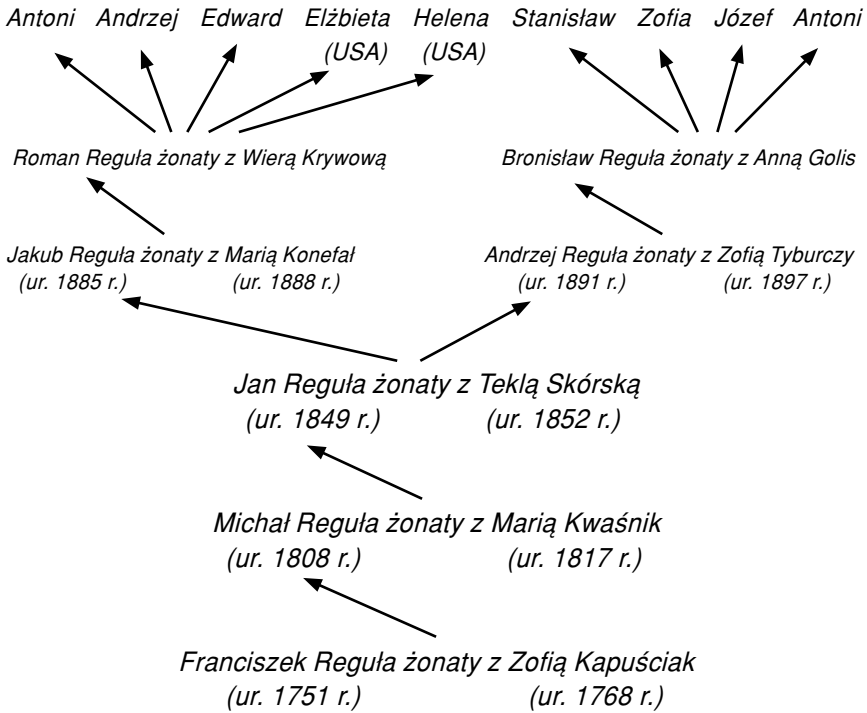 Antoni Andrzej Edward Elżbieta Helena Stanisław Zofia Józef Antoni
(USA) (USA)
Roman Reguła żonaty z Wierą Krywową Bronisław Reguła żonaty z Anną Golis
Jakub Reguła żonaty z Marią Konefał Andrzej Reguła żonaty z Zofią Tyburczy
(ur. 1885 r.) (ur. 1888 r.) (ur. 1891 r.) (ur. 1897 r.)
Jan Reguła żonaty z Teklą Skórską
(ur. 1849 r.) (ur. 1852 r.)
Michał Reguła żonaty z Marią Kwaśnik
(ur. 1808 r.) (ur. 1817 r.)
Franciszek Reguła żonaty z Zofią Kapuściak
(ur. 1751 r.) (ur. 1768 r.)